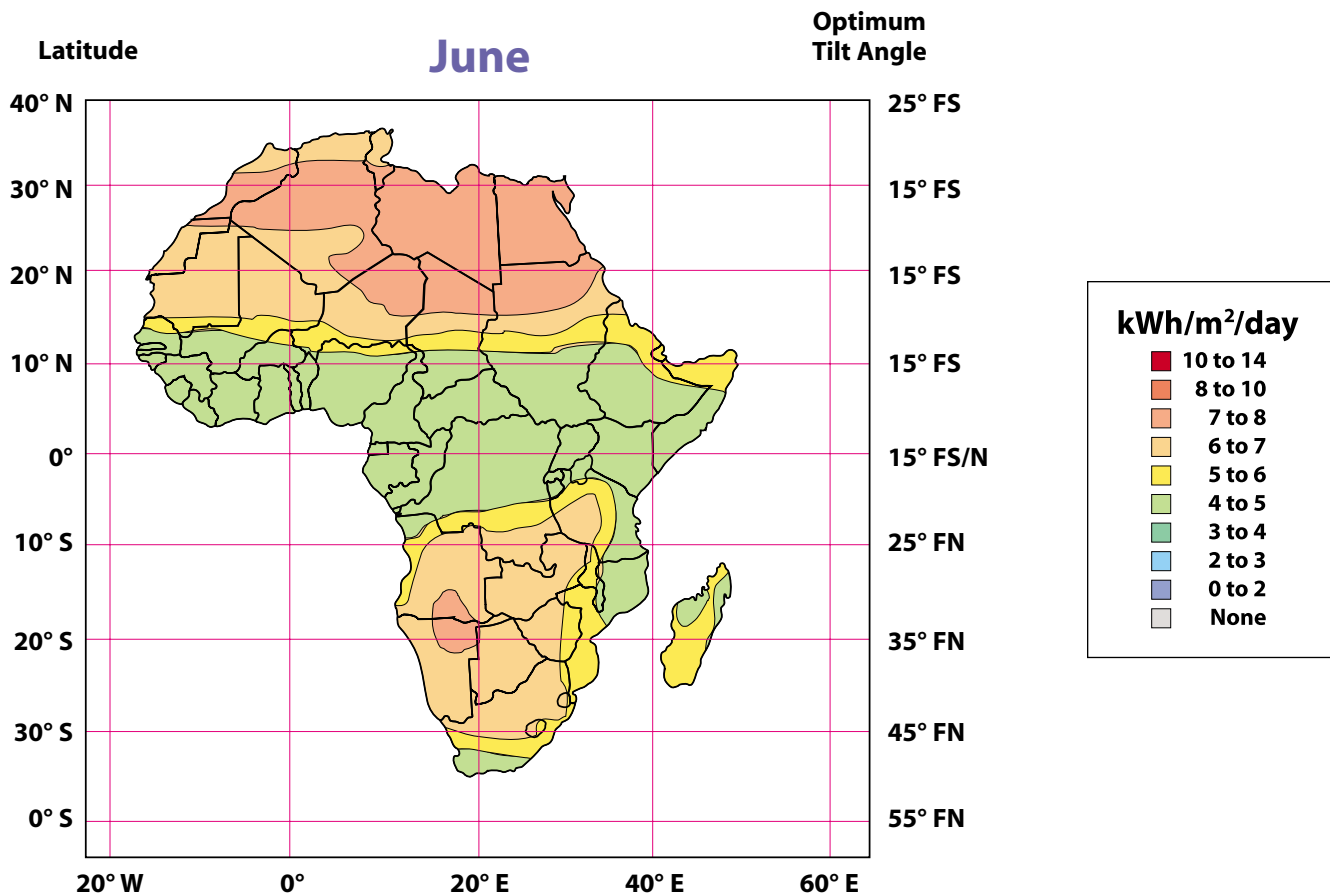 Latitude
June
Optimum
Tilt Angle
40° N
25° FS
30° N
15° FS
20° N
15° FS
10° N
15° FS
0°
15° FS/N
10° S
25° FN
20° S
35° FN
30° S
45° FN
0° S
55° FN
20° W
0°
20° E
40° E
60° E
kWh/m²/day
10 to 14
8 to 10
7 to 8
6 to 7
5 to 6
4 to 5
3 to 4
2 to 3
0 to 2
None